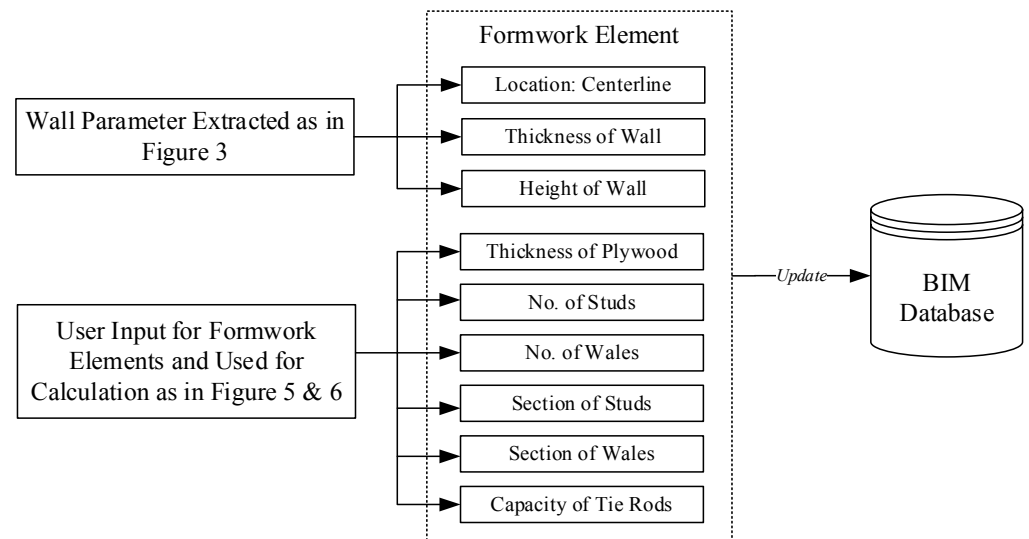 Formwork Element
Location: Centerline
Wall Parameter Extracted as in
Figure 3
Thickness of Wall
Height of Wall
Thickness of Plywood
No. of Studs
User Input for Formwork
Elements and Used for
Calculation as in Figure 5 & 6
No. of Wales
Section of Studs
Section of Wales
Capacity of Tie Rods
Update
BIM
Database